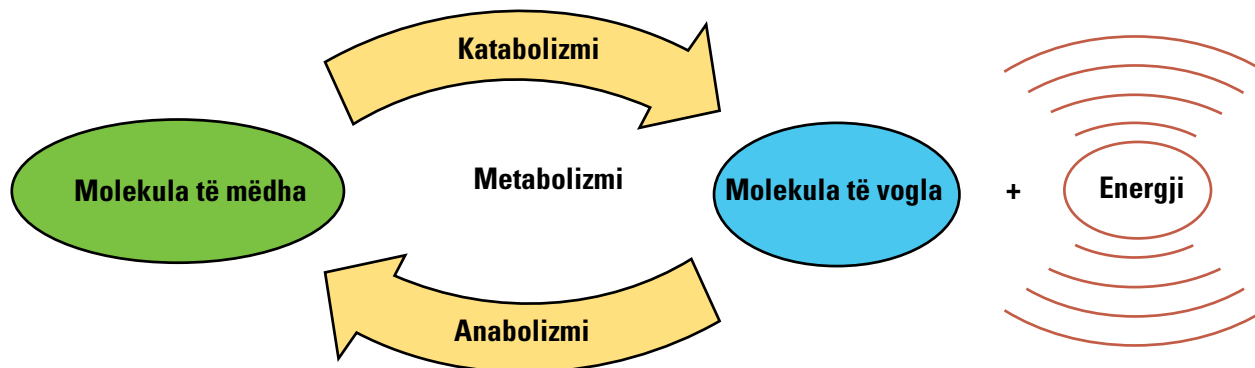 Katabolizmi
Molekula të mëdha
Metabolizmi
Molekula të vogla
+
Energji
Anabolizmi